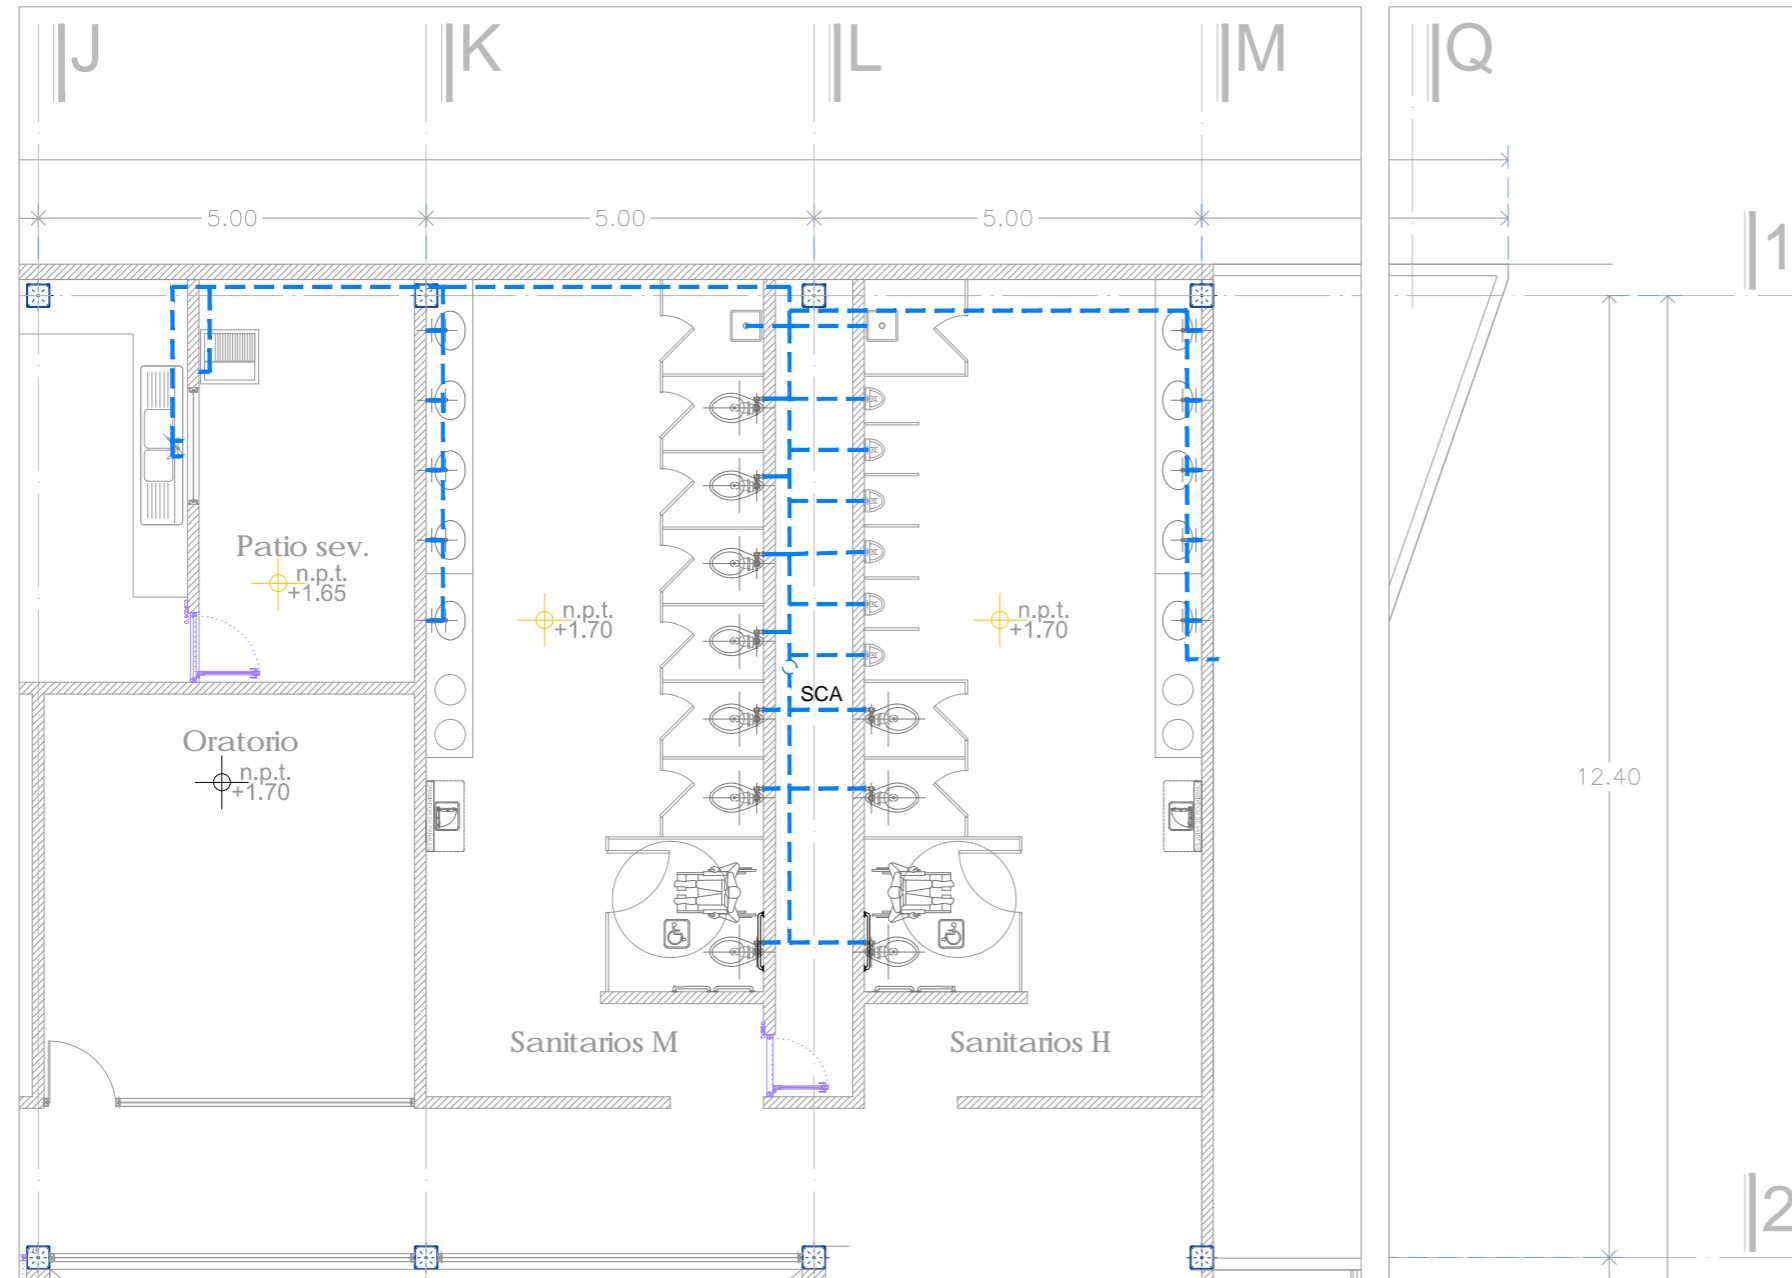 J
K
L
M
Q
5.00
5.00
5.00
1
Patio sev.
n.p.t.
+1.65
n.p.t.
+1.70
n.p.t.
+1.70
SCA
Oratorio
n.p.t.
+1.70
12.40
Sanitarios M
Sanitarios H
2